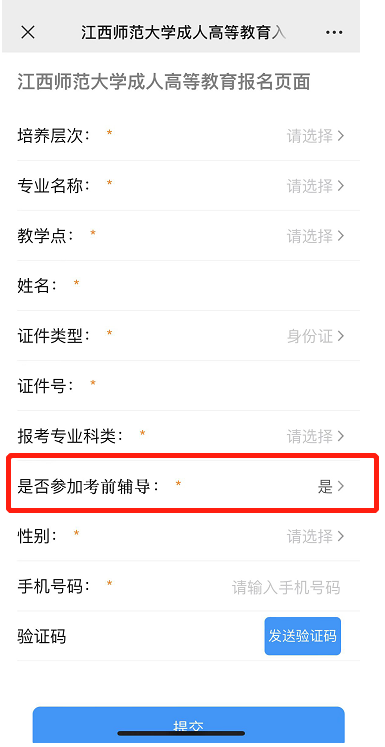 江西师范大学成人高等教育入
江西师范大学成人高等教育报名页面
培养层次： * 请选择
专业名称： * 请选择
教学点： * 请选择
姓名： *
证件类型： * 身份证
证件号： *
报考专业科类： * 请选择
是否参加考前辅导： * 是
性别： * 请选择
手机号码： * 请输入手机号码
验证码 发送验证码
提交